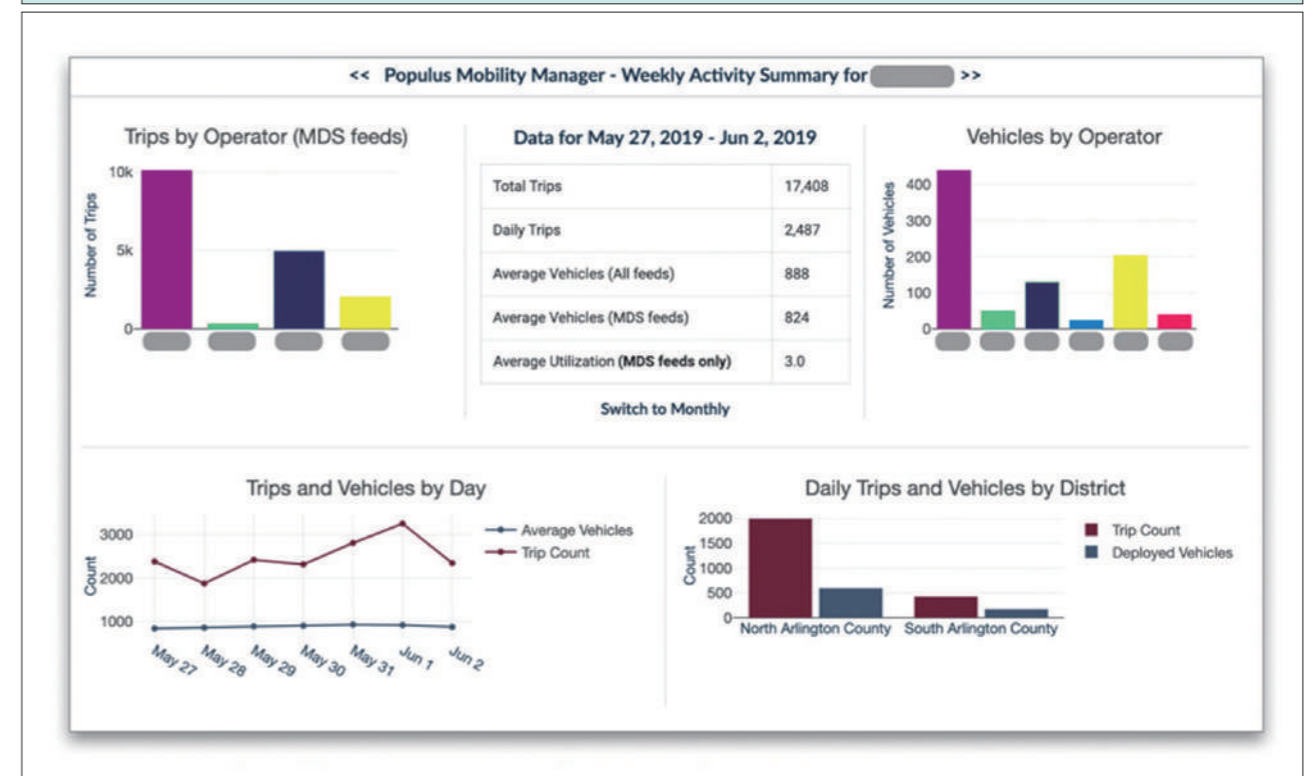 << Populus Mobility Manager - Weekly Activity Summary for >>
Trips by Operator (MDS feeds)
Number of Trips
10k
5k
0
Data for May 27, 2019 - Jun 2, 2019
Total Trips 17,408
Daily Trips 2,487
Average Vehicles (All feeds) 888
Average Vehicles (MDS feeds) 824
Average Utilization (MDS feeds only) 3.0
Switch to Monthly
Vehicles by Operator
Number of Vehicles
400
300
200
100
0
Trips and Vehicles by Day
Count
3000
2000
1000
May 27
May 28
May 29
May 30
May 31
Jun 1
Jun 2
Average Vehicles
Trip Count
Daily Trips and Vehicles by District
Count
2000
1500
1000
500
0
North Arlington County
South Arlington County
Trip Count
Deployed Vehicles